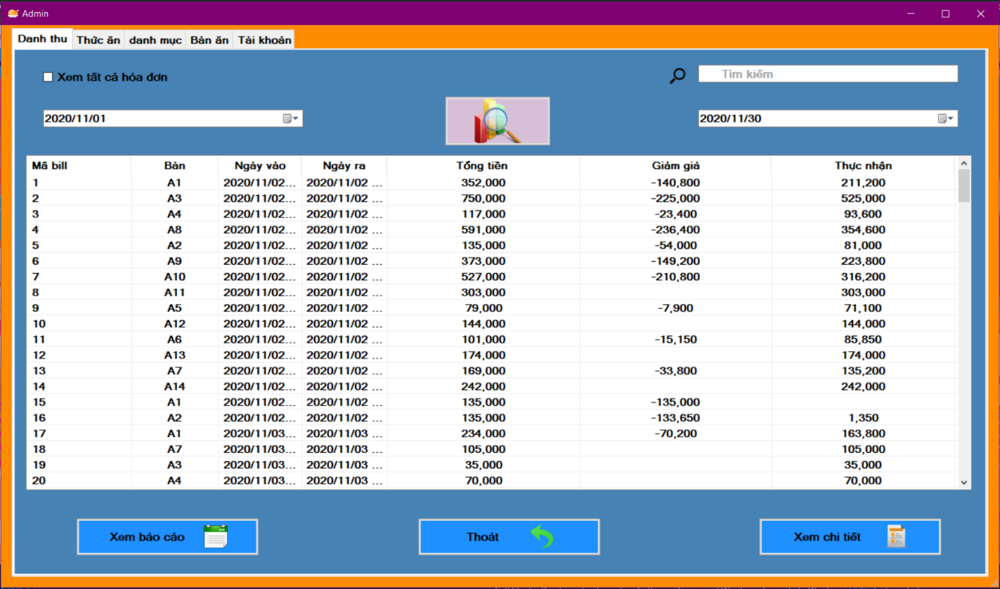 Admin
Danh thu Thức ăn danh mục Bàn ăn Tài khoản
Xem tất cả hóa đơn Tìm kiếm
2020/11/01 2020/11/30
Mã bill Bàn Ngày vào Ngày ra Tổng tiền Giảm giá Thực nhận
1 A1 2020/11/02... 2020/11/02 ... 352,000 -140,800 211,200
2 A3 2020/11/02... 2020/11/02 ... 750,000 -225,000 525,000
3 A4 2020/11/02... 2020/11/02 ... 117,000 -23,400 93,600
4 A8 2020/11/02... 2020/11/02 ... 591,000 -236,400 354,600
5 A2 2020/11/02... 2020/11/02 ... 135,000 -54,000 81,000
6 A9 2020/11/02... 2020/11/02 ... 373,000 -149,200 223,800
7 A10 2020/11/02... 2020/11/02 ... 527,000 -210,800 316,200
8 A11 2020/11/02... 2020/11/02 ... 303,000 303,000
9 A5 2020/11/02... 2020/11/02 ... 79,000 -7,900 71,100
10 A12 2020/11/02... 2020/11/02 ... 144,000 144,000
11 A6 2020/11/02... 2020/11/02 ... 101,000 -15,150 85,850
12 A13 2020/11/02... 2020/11/02 ... 174,000 174,000
13 A7 2020/11/02... 2020/11/02 ... 169,000 -33,800 135,200
14 A14 2020/11/02... 2020/11/02 ... 242,000 242,000
15 A1 2020/11/02... 2020/11/02 ... 135,000 -135,000
16 A2 2020/11/02... 2020/11/02 ... 135,000 -133,650 1,350
17 A1 2020/11/03... 2020/11/03 ... 234,000 -70,200 163,800
18 A7 2020/11/03... 2020/11/03 ... 105,000 105,000
19 A3 2020/11/03... 2020/11/03 ... 35,000 35,000
20 A4 2020/11/03... 2020/11/03 ... 70,000 70,000
Xem báo cáo Thoát Xem chi tiết